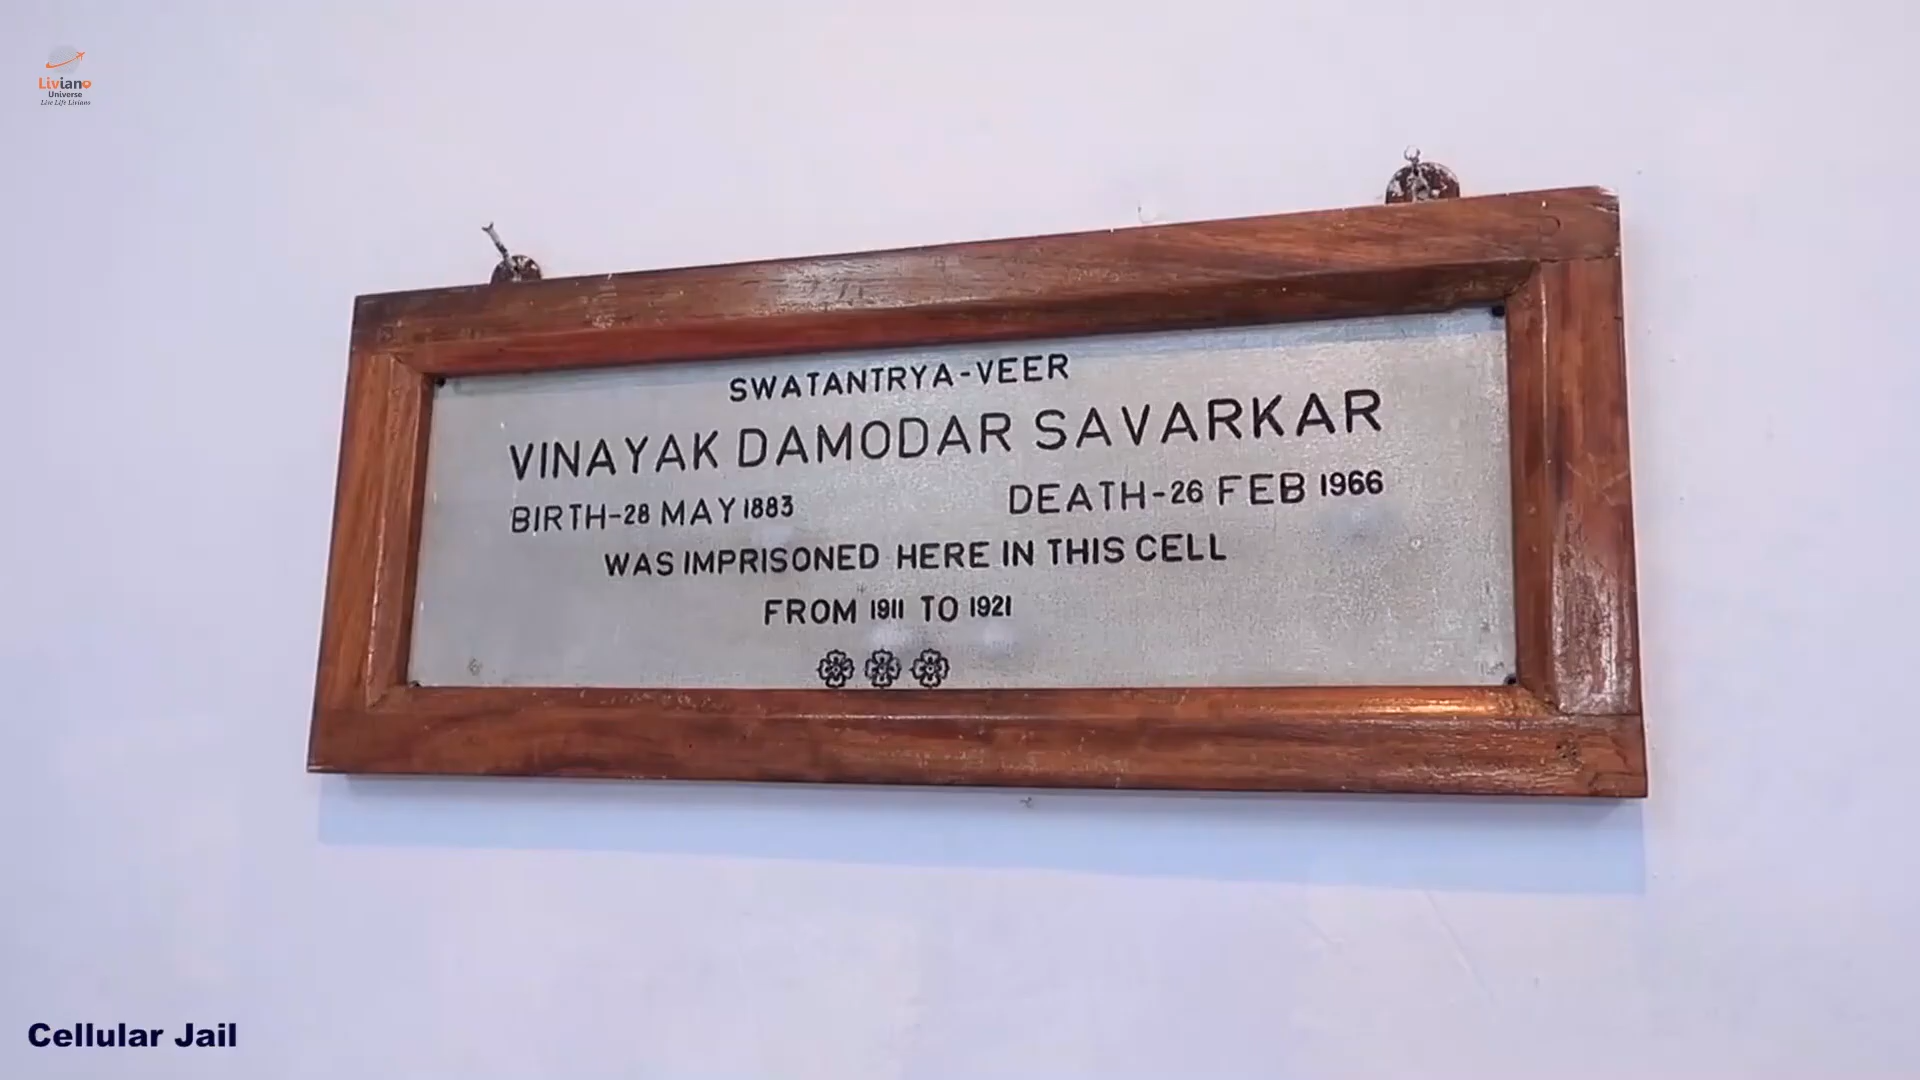 Liviano
Universe
Live Life Liviano
SWATANTRYA-VEER
VINAYAK DAMODAR SAVARKAR
BIRTH-28 MAY 1883 DEATH-26 FEB 1966
WAS IMPRISONED HERE IN THIS CELL
FROM 1911 TO 1921
Cellular Jail